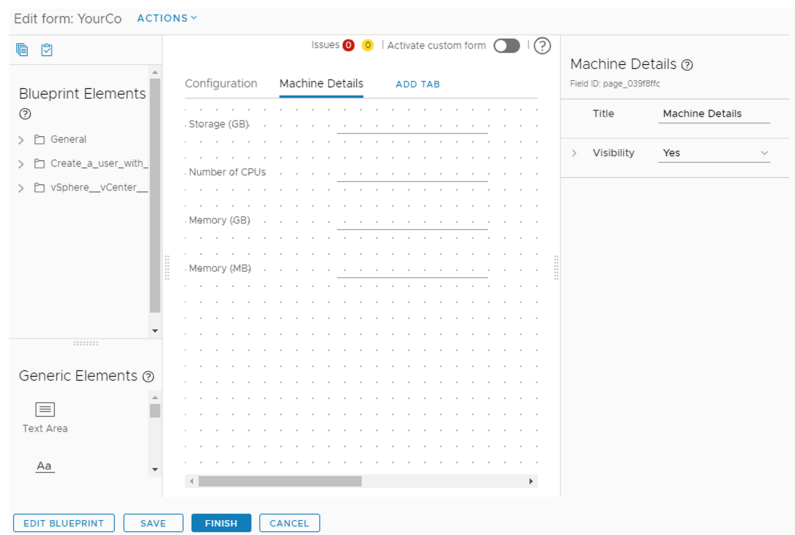 Edit form: YourCo ACTIONS
Issues 0 0 | Activate custom form | ?
Blueprint Elements
?
General
Create_a_user_with_
vSphere__vCenter__
Generic Elements ?
Text Area
Aa
Configuration Machine Details ADD TAB
Storage (GB)
Number of CPUs
Memory (GB)
Memory (MB)
Machine Details ?
Field ID: page_039f8ffc
Title Machine Details
Visibility Yes
EDIT BLUEPRINT SAVE FINISH CANCEL